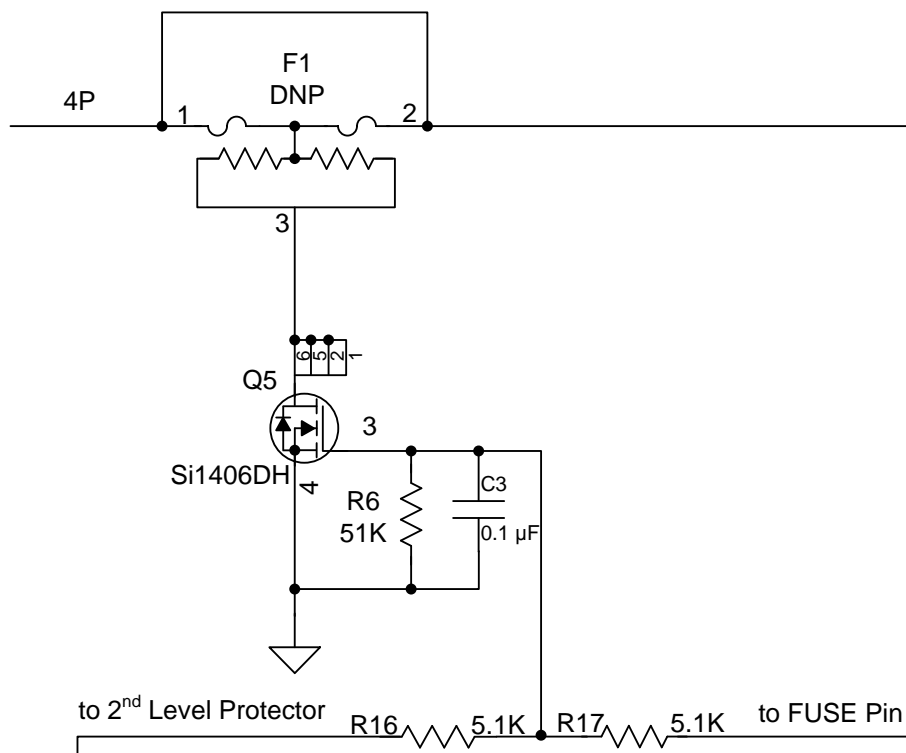 F1
DNP
4P
1
2
3
6
5
2
1
Q5
3
Si1406DH
4
R6
51K
C3
0.1 µF
to 2nd Level Protector
R16
5.1K
R17
5.1K
to FUSE Pin